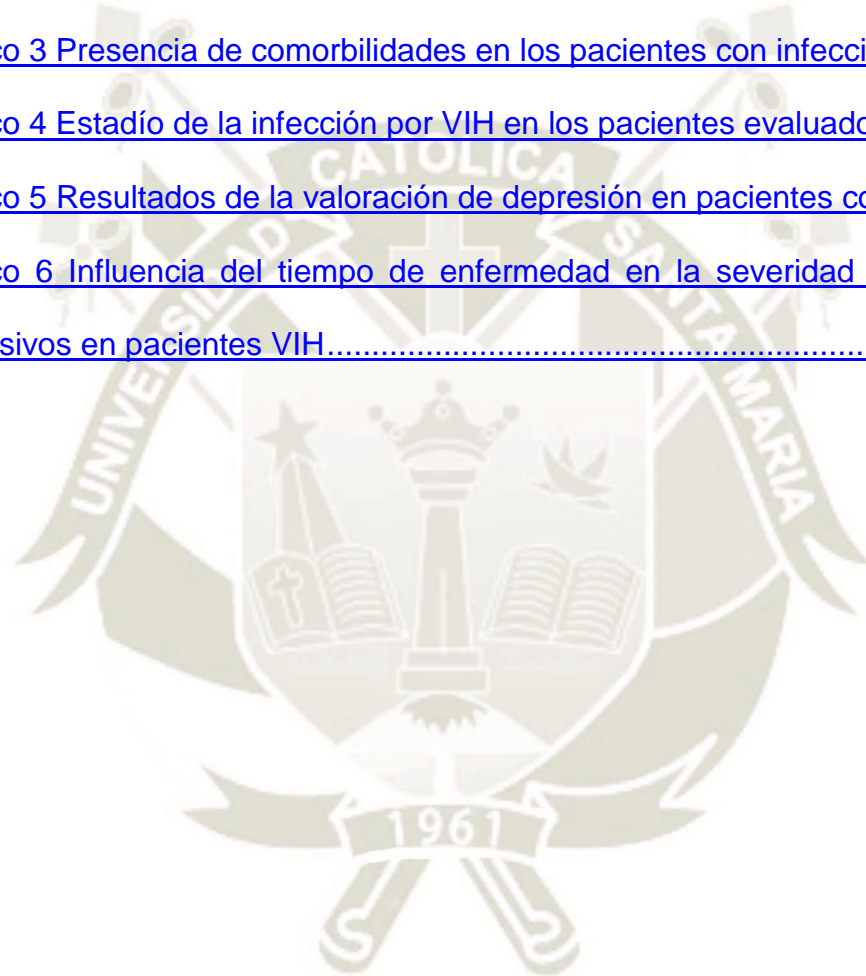 co 3 Presencia de comorbilidades en los pacientes con infecci
co 4 Estadío de la infección por VIH en los pacientes evaluado
co 5 Resultados de la valoración de depresión en pacientes co
co 6 Influencia del tiempo de enfermedad en la severidad
sivos en pacientes VIH............................................................
UNIVERSIDAD CATÓLICA SANTA MARIA
1961